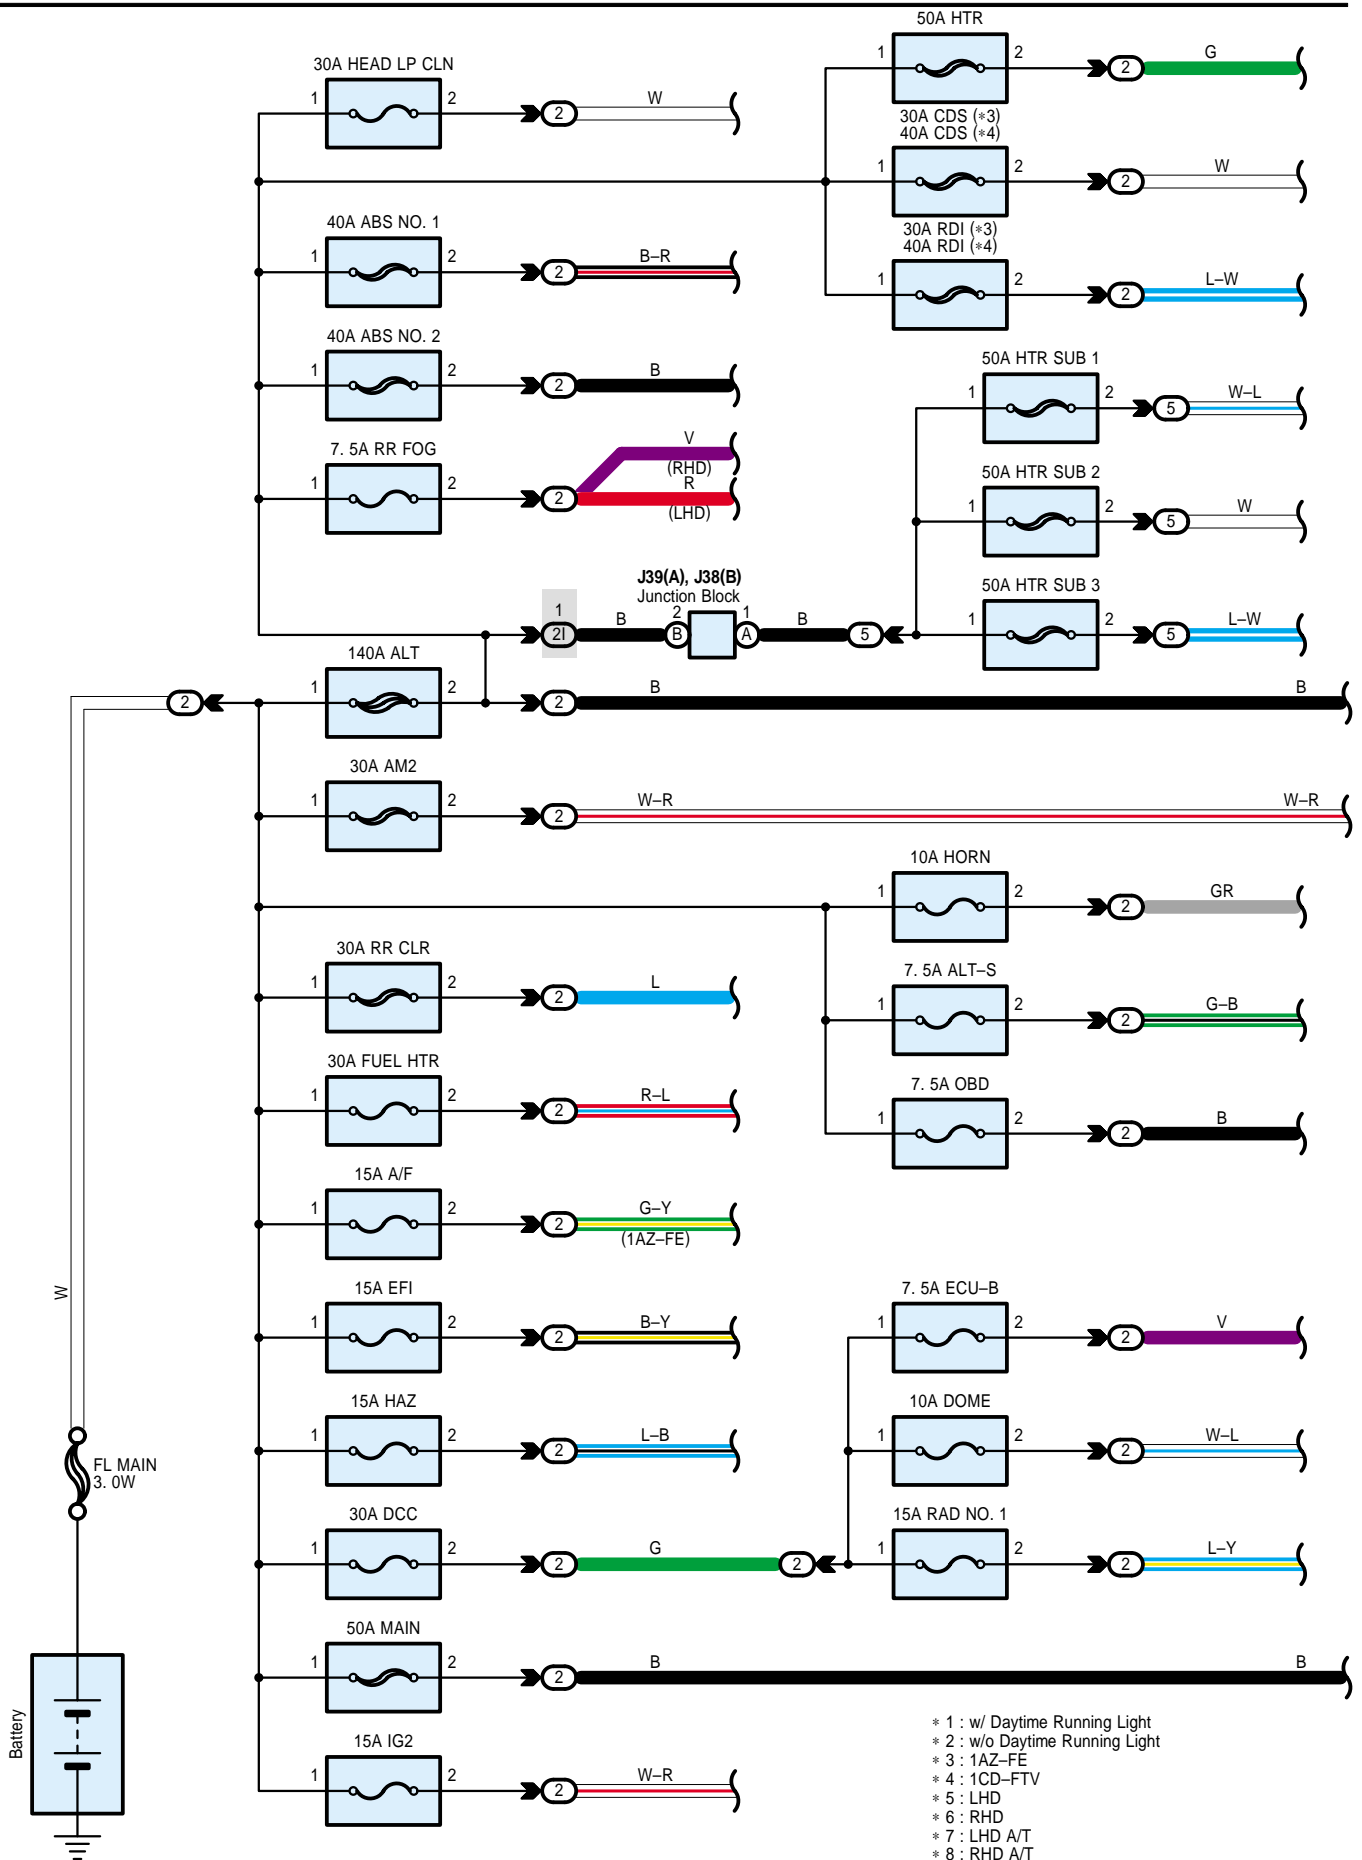 50A HTR
1 2 2 G
30A HEAD LP CLN
1 2 2 W
30A CDS (∗3)
40A CDS (∗4)
1 2 2 W
40A ABS NO. 1
1 2 2 B–R
30A RDI (∗3)
40A RDI (∗4)
1 2 2 L–W
40A ABS NO. 2
1 2 2 B
50A HTR SUB 1
1 2 5 W–L
7. 5A RR FOG
1 2 2 V
(RHD)
R
(LHD)
50A HTR SUB 2
1 2 5 W
J39(A), J38(B)
Junction Block
1 2I B 2 B 1 A B 5
50A HTR SUB 3
1 2 5 L–W
140A ALT
2 1 2 2 B B
30A AM2
1 2 2 W–R W–R
10A HORN
1 2 2 GR
30A RR CLR
1 2 2 L
7. 5A ALT–S
1 2 2 G–B
30A FUEL HTR
1 2 2 R–L
7. 5A OBD
1 2 2 B
15A A/F
1 2 2 G–Y
(1AZ–FE)
W
15A EFI
1 2 2 B–Y
7. 5A ECU–B
1 2 2 V
15A HAZ
1 2 2 L–B
10A DOME
1 2 2 W–L
FL MAIN
3. 0W
30A DCC
1 2 2 G 2
15A RAD NO. 1
1 2 2 L–Y
50A MAIN
1 2 2 B B
Battery
15A IG2
1 2 2 W–R
∗ 1 : w/ Daytime Running Light
∗ 2 : w/o Daytime Running Light
∗ 3 : 1AZ–FE
∗ 4 : 1CD–FTV
∗ 5 : LHD
∗ 6 : RHD
∗ 7 : LHD A/T
∗ 8 : RHD A/T